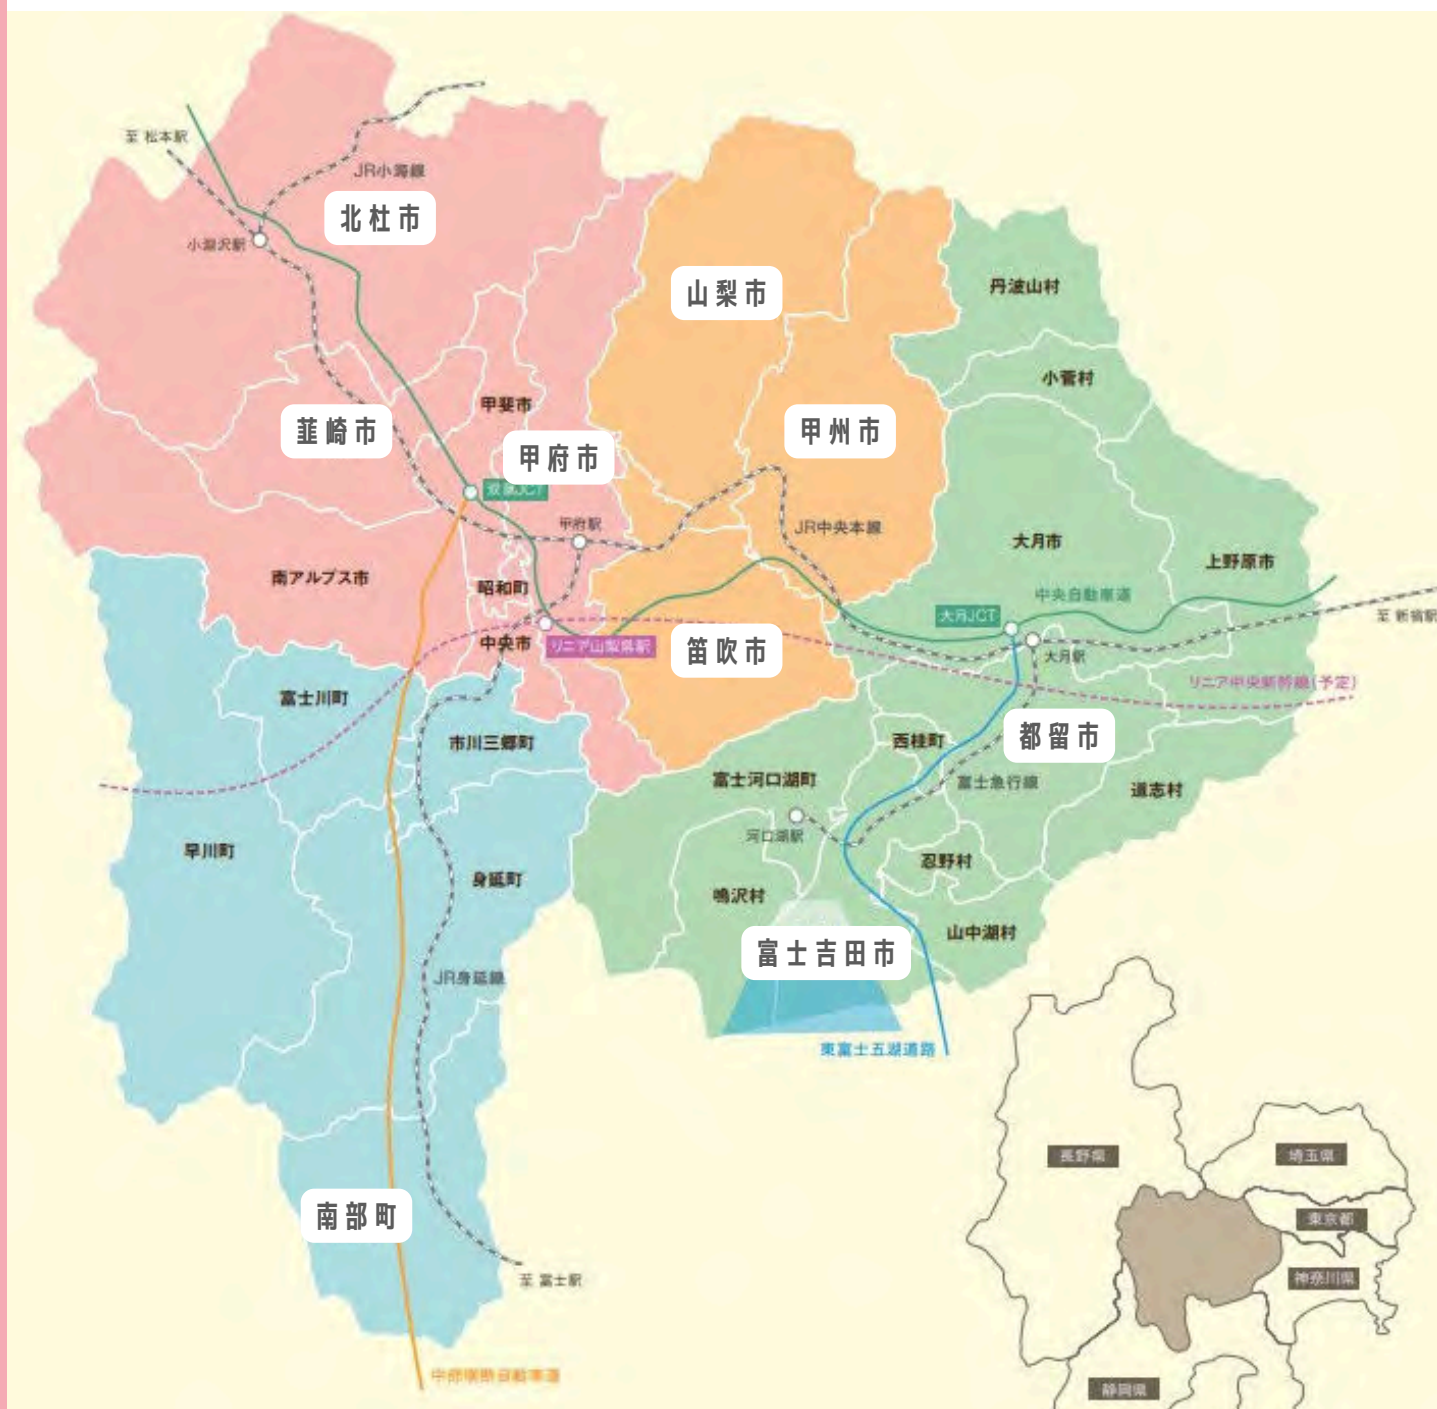 至 松本駅
JR小海線
北杜市
小淵沢駅
山梨市
丹波山村
小菅村
甲斐市
韮崎市
甲州市
甲府市
双葉JCT
甲府駅
JR中央本線
大月市
上野原市
南アルプス市
昭和町
中央自動車道
大月JCT
至 新宿駅
中央市
リニア山梨県駅
笛吹市
大月駅
リニア中央新幹線(予定)
富士川町
都留市
市川三郷町
西桂町
富士河口湖町
富士急行線
道志村
河口湖駅
早川町
忍野村
身延町
鳴沢村
山中湖村
富士吉田市
JR身延線
東富士五湖道路
長野県
埼玉県
南部町
東京都
至 富士駅
神奈川県
中部横断自動車道
静岡県